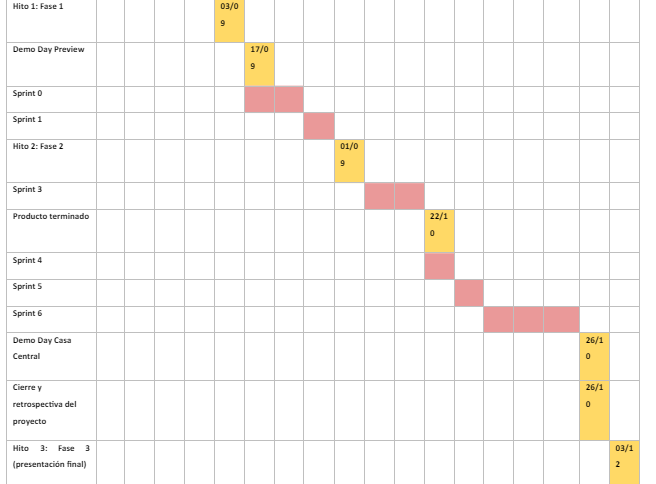 Hito 1: Fase 1
03/0
9
Demo Day Preview
17/0
9
Sprint 0
Sprint 1
Hito 2: Fase 2
01/0
9
Sprint 3
Producto terminado
22/1
0
Sprint 4
Sprint 5
Sprint 6
Demo Day Casa
Central
26/1
0
Cierre y
retrospectiva del
proyecto
26/1
0
Hito 3: Fase 3
(presentación final)
03/1
2